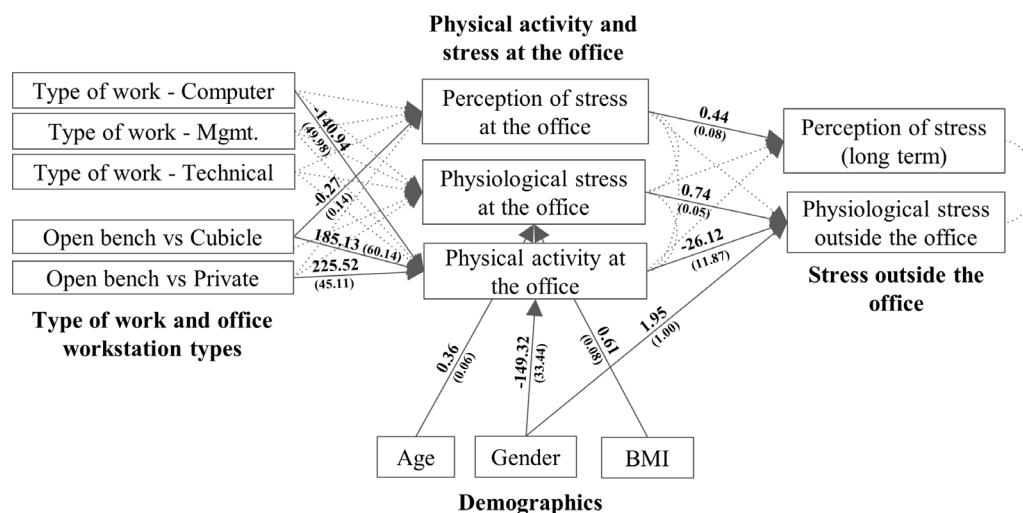 Physical activity and
stress at the office
Type of work - Computer
Type of work - Mgmt.
Type of work - Technical
Open bench vs Cubicle
Open bench vs Private
Type of work and office
workstation types
-140.94
(49.98)
-0.27
(0.14)
185.13 (60.14)
225.52
(45.11)
Perception of stress
at the office
Physiological stress
at the office
Physical activity at
the office
0.44
(0.08)
0.74
(0.05)
-26.12
(11.87)
1.95
(1.00)
Perception of stress
(long term)
Physiological stress
outside the office
Stress outside the
office
0.36
(0.06)
-149.32
(33.44)
0.61
(0.08)
Age
Gender
BMI
Demographics